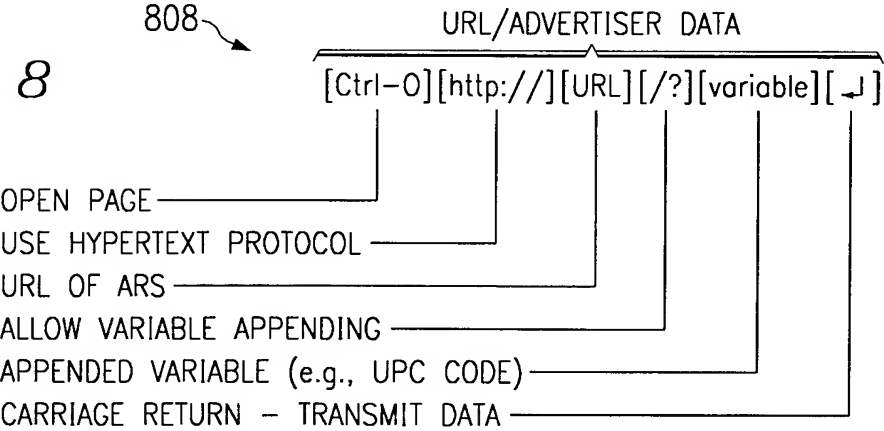 808
URL/ADVERTISER DATA
8
[Ctrl-O][http://][URL][/?][variable][↵]
OPEN PAGE
USE HYPERTEXT PROTOCOL
URL OF ARS
ALLOW VARIABLE APPENDING
APPENDED VARIABLE (e.g., UPC CODE)
CARRIAGE RETURN – TRANSMIT DATA